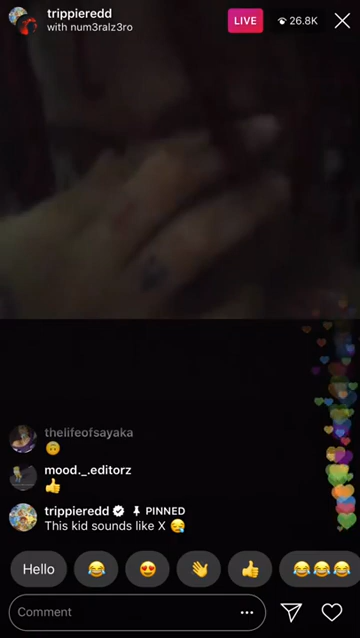 trippieredd
with num3ralz3ro
LIVE
26.8K
thelifeofsayaka
🙃
mood._.editorz
👍
trippieredd PINNED
This kid sounds like X 😪
Hello 😂 😍 👋 👍 😂😂😂
Comment